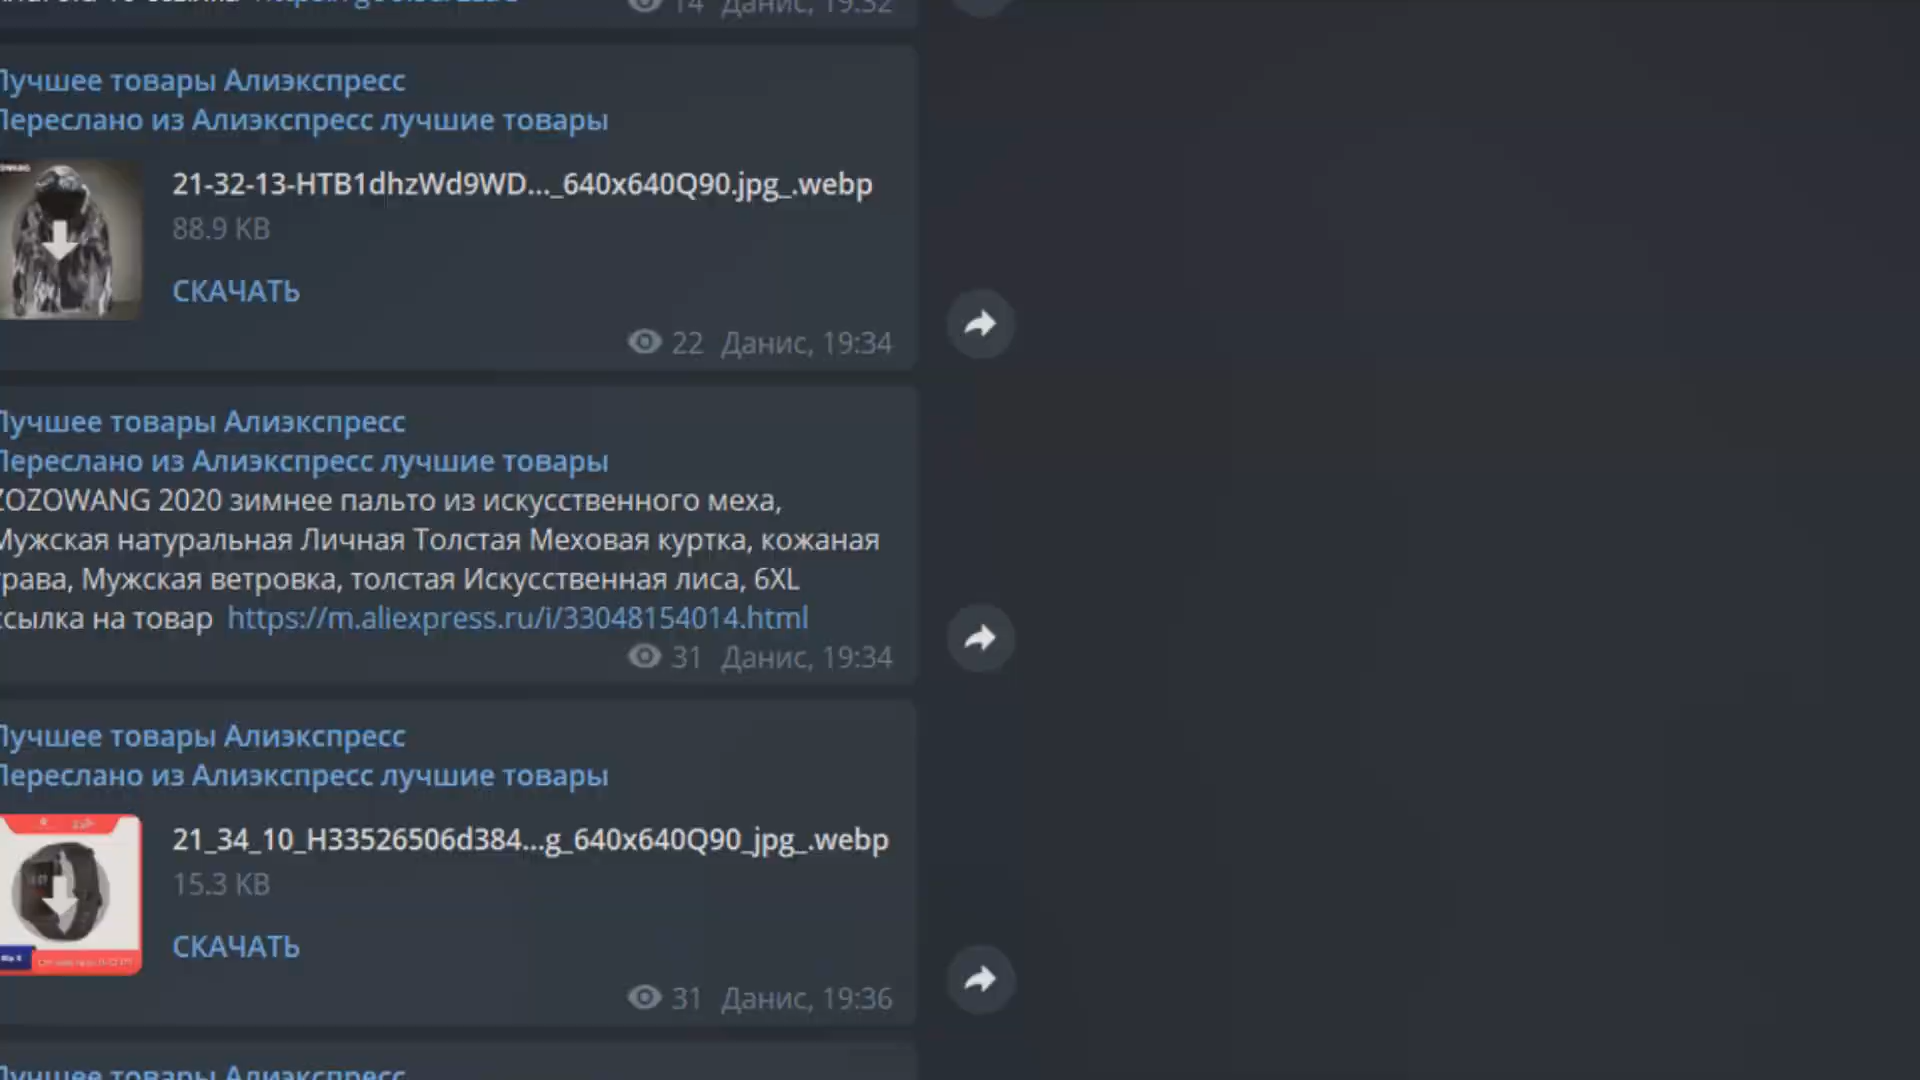 14 Данис, 19:32
Лучшее товары Алиэкспресс
Переслано из Алиэкспресс лучшие товары
21-32-13-HTB1dhzWd9WD..._640x640Q90.jpg_.webp
88.9 KB
СКАЧАТЬ
22 Данис, 19:34
Лучшее товары Алиэкспресс
Переслано из Алиэкспресс лучшие товары
ZOZOWANG 2020 зимнее пальто из искусственного меха,
Мужская натуральная Личная Толстая Меховая куртка, кожаная
трава, Мужская ветровка, толстая Искусственная лиса, 6XL
ссылка на товар https://m.aliexpress.ru/i/33048154014.html
31 Данис, 19:34
Лучшее товары Алиэкспресс
Переслано из Алиэкспресс лучшие товары
21_34_10_H33526506d384...g_640x640Q90_jpg_.webp
15.3 KB
СКАЧАТЬ
31 Данис, 19:36
Лучшее товары Алиэкспресс